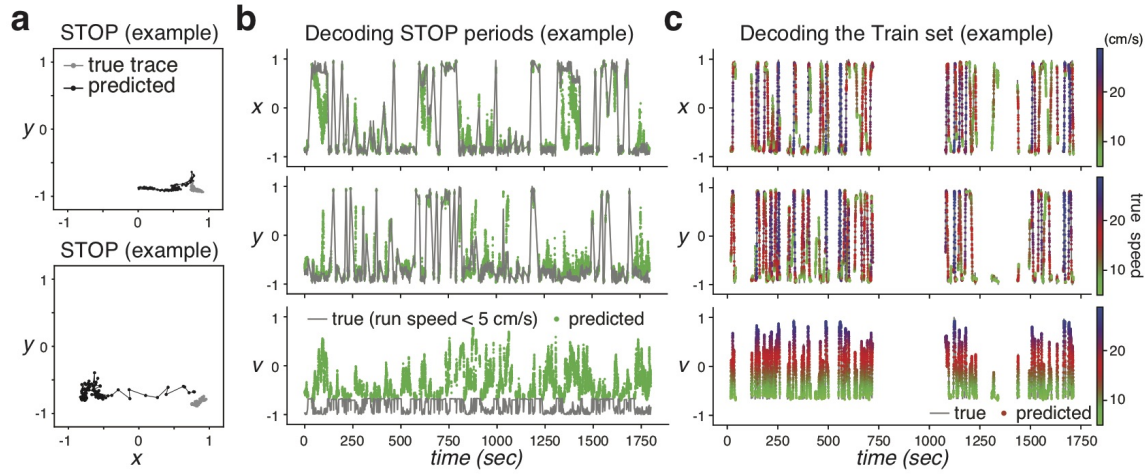 a
STOP (example)
true trace
predicted
1
y 0
-1
-1 0 1
STOP (example)
1
y 0
-1
-1 0 1
x
b
Decoding STOP periods (example)
1
x 0
-1
1
y 0
-1
true (run speed < 5 cm/s) predicted
1
v 0
-1
0 250 500 750 1000 1250 1500 1750
time (sec)
c
Decoding the Train set (example)
(cm/s)
1
x 0
-1
20
10
1
y 0
-1
20
10
true speed
1
v 0
-1
20
10
true predicted
0 250 500 750 1000 1250 1500 1750
time (sec)